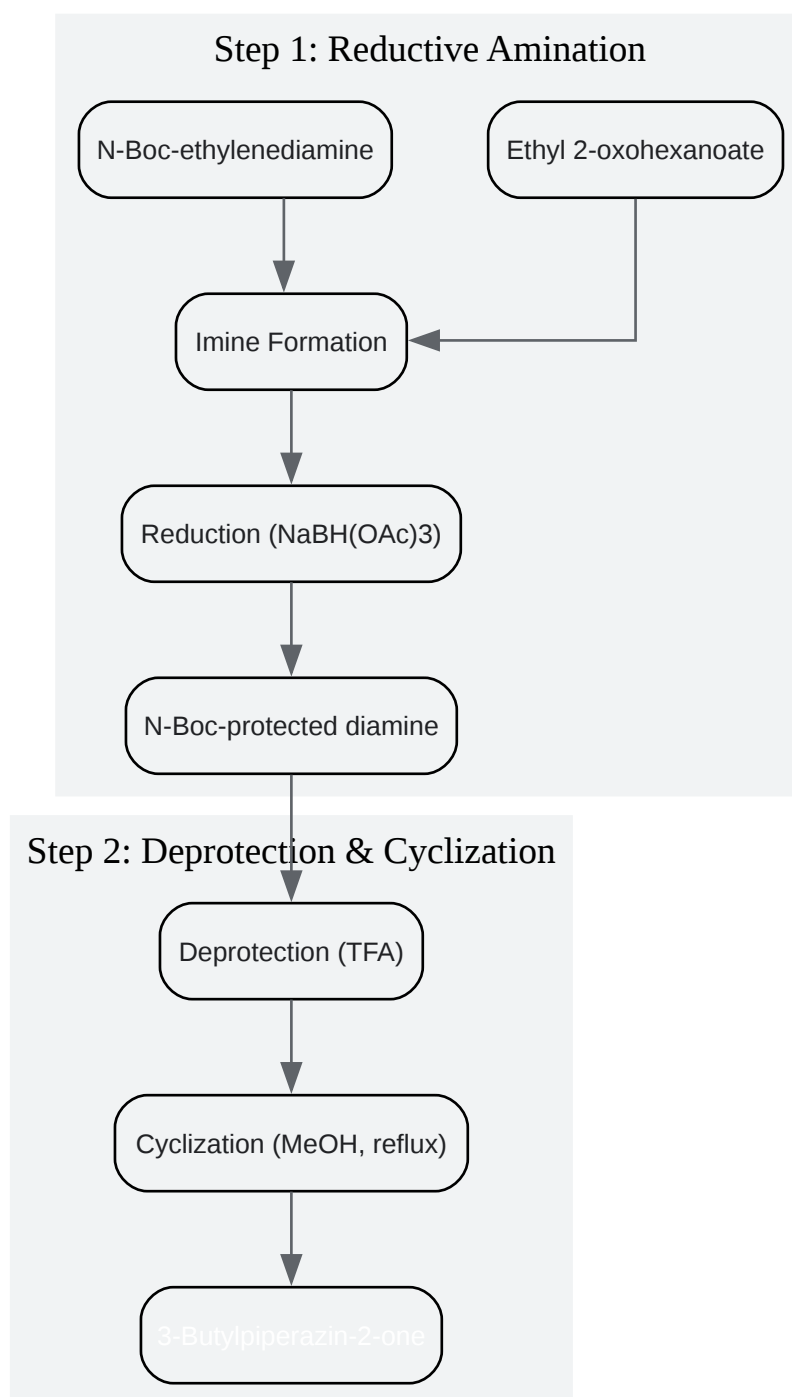 Step 1: Reductive Amination
N-Boc-ethylenediamine
Ethyl 2-oxohexanoate
Imine Formation
Reduction (NaBH(OAc)3)
N-Boc-protected diamine
Step 2: Deprotection & Cyclization
Deprotection (TFA)
Cyclization (MeOH, reflux)
3-Butylpiperazin-2-one